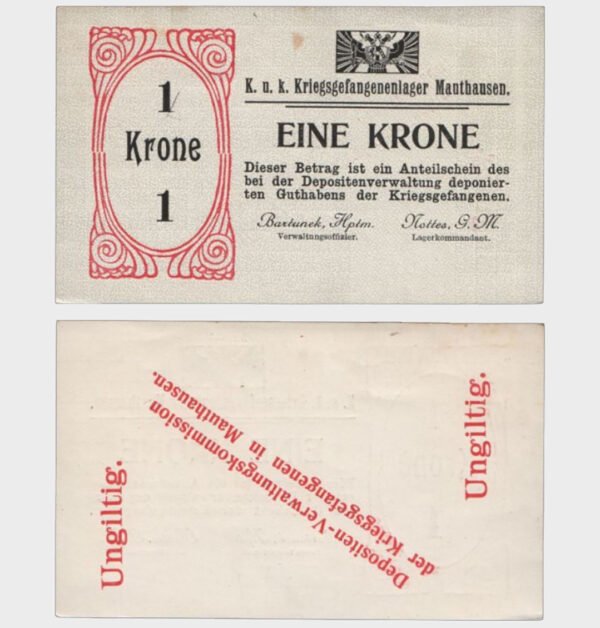 1
Krone
1
K. u. k. Kriegsgefangenenlager Mauthausen.
EINE KRONE
Dieser Betrag ist ein Anteilschein des
bei der Depositenverwaltung deponier-
ten Guthabens der Kriegsgefangenen.
Bartunek, Hptm.
Verwaltungsoffizier.
Nottes, G. M.
Lagerkommandant.
Ungiltig.
Depositen-Verwaltungskommission
der Kriegsgefangenen in Mauthausen.
Ungiltig.